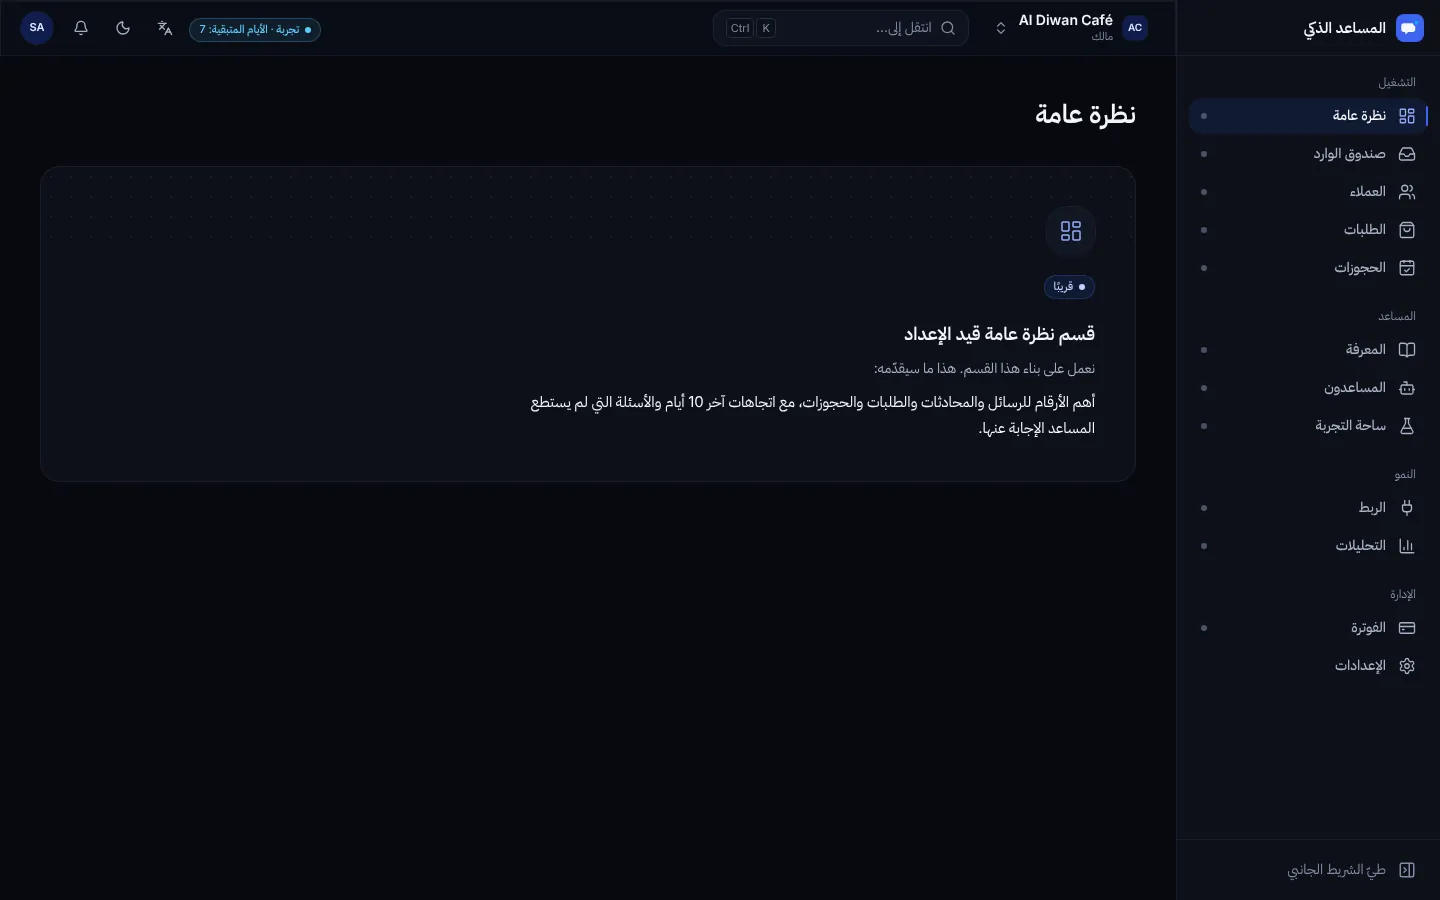 المساعد الذكي
التشغيل
نظرة عامة
صندوق الوارد
العملاء
الطلبات
الحجوزات
المساعد
المعرفة
المساعدون
ساحة التجربة
النمو
الربط
التحليلات
الإدارة
الفوترة
الإعدادات
طيّ الشريط الجانبي
AC
Al Diwan Café
مالك
انتقل إلى...
Ctrl K
تجربة · الأيام المتبقية: 7
SA
نظرة عامة
قريبًا
قسم نظرة عامة قيد الإعداد
نعمل على بناء هذا القسم. هذا ما سيقدّمه:
أهم الأرقام للرسائل والمحادثات والطلبات والحجوزات، مع اتجاهات آخر 10 أيام والأسئلة التي لم يستطع
المساعد الإجابة عنها.